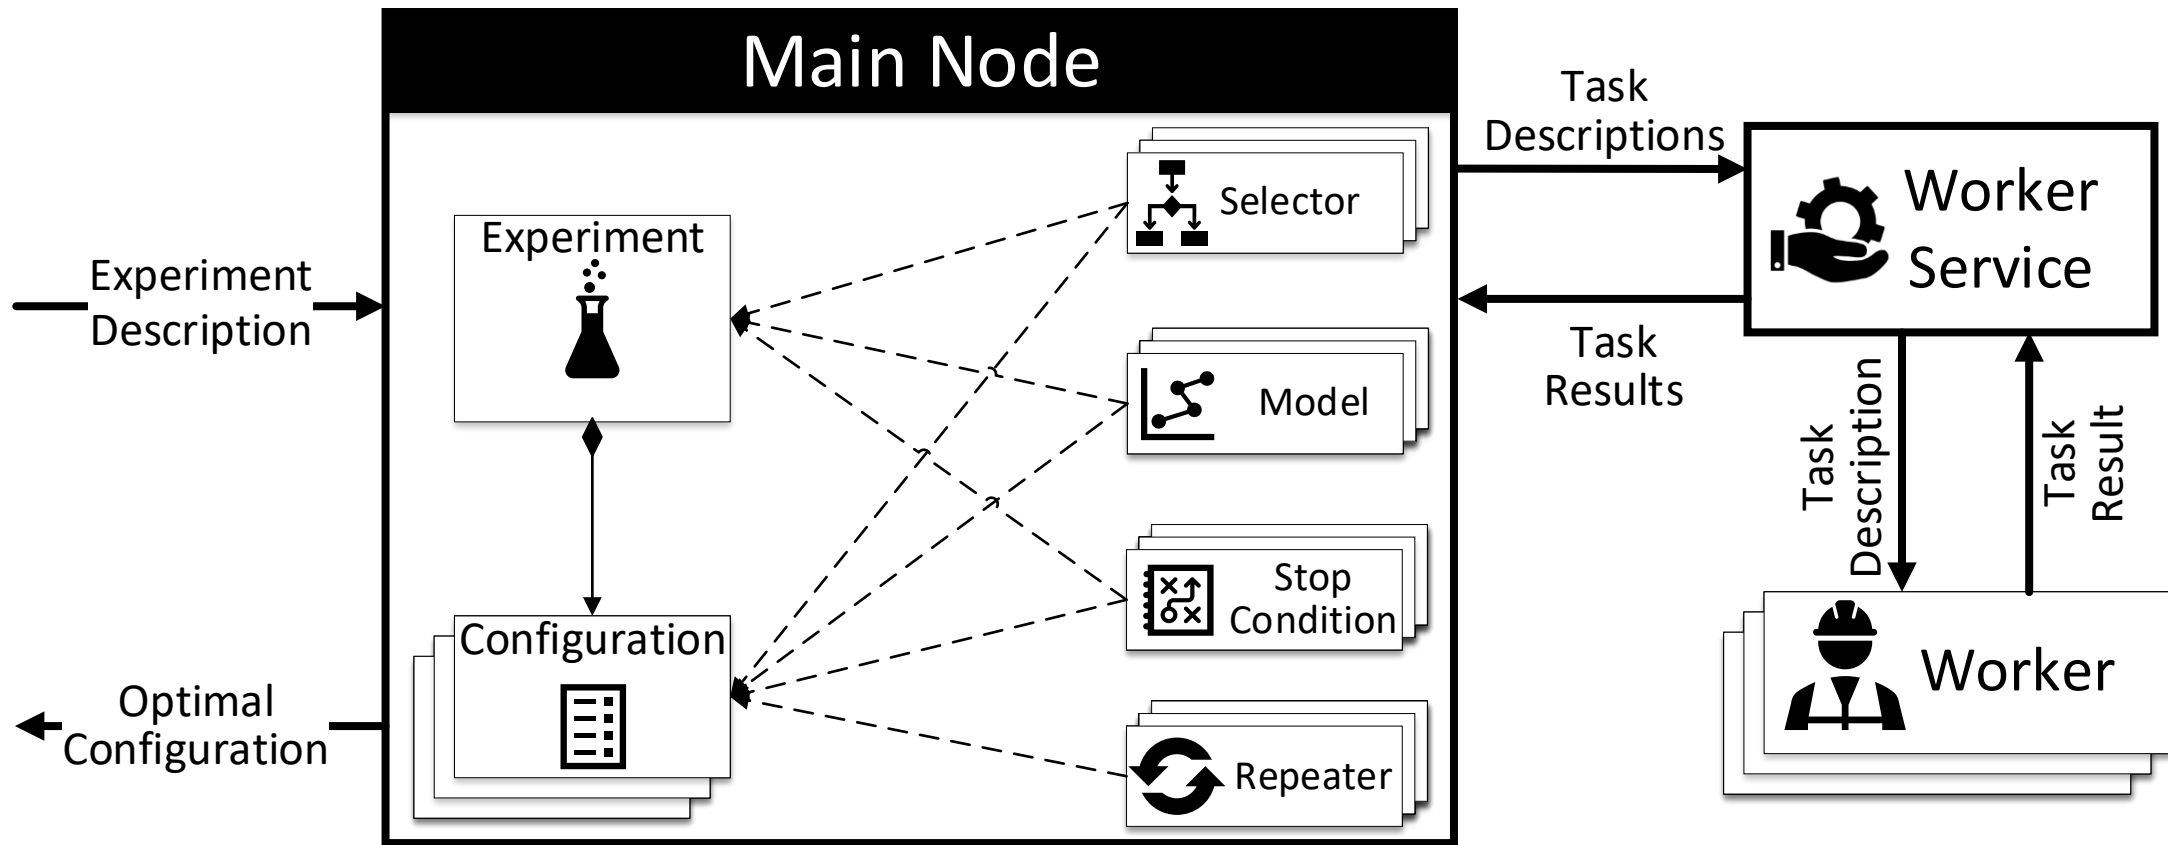 Main Node
Experiment
Description
Optimal
Configuration
Experiment
Configuration
Selector
Model
Stop
Condition
Repeater
Task
Descriptions
Task
Results
Worker
Service
Task
Description
Task
Result
Worker